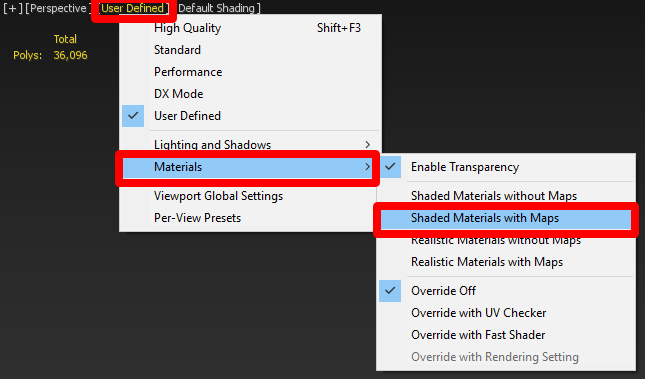 [+] [Perspective] [User Defined] [Default Shading]
Total
Polys: 36,096
High Quality Shift+F3
Standard
Performance
DX Mode
User Defined
Lighting and Shadows
Materials
Viewport Global Settings
Per-View Presets
Enable Transparency
Shaded Materials without Maps
Shaded Materials with Maps
Realistic Materials without Maps
Realistic Materials with Maps
Override Off
Override with UV Checker
Override with Fast Shader
Override with Rendering Setting